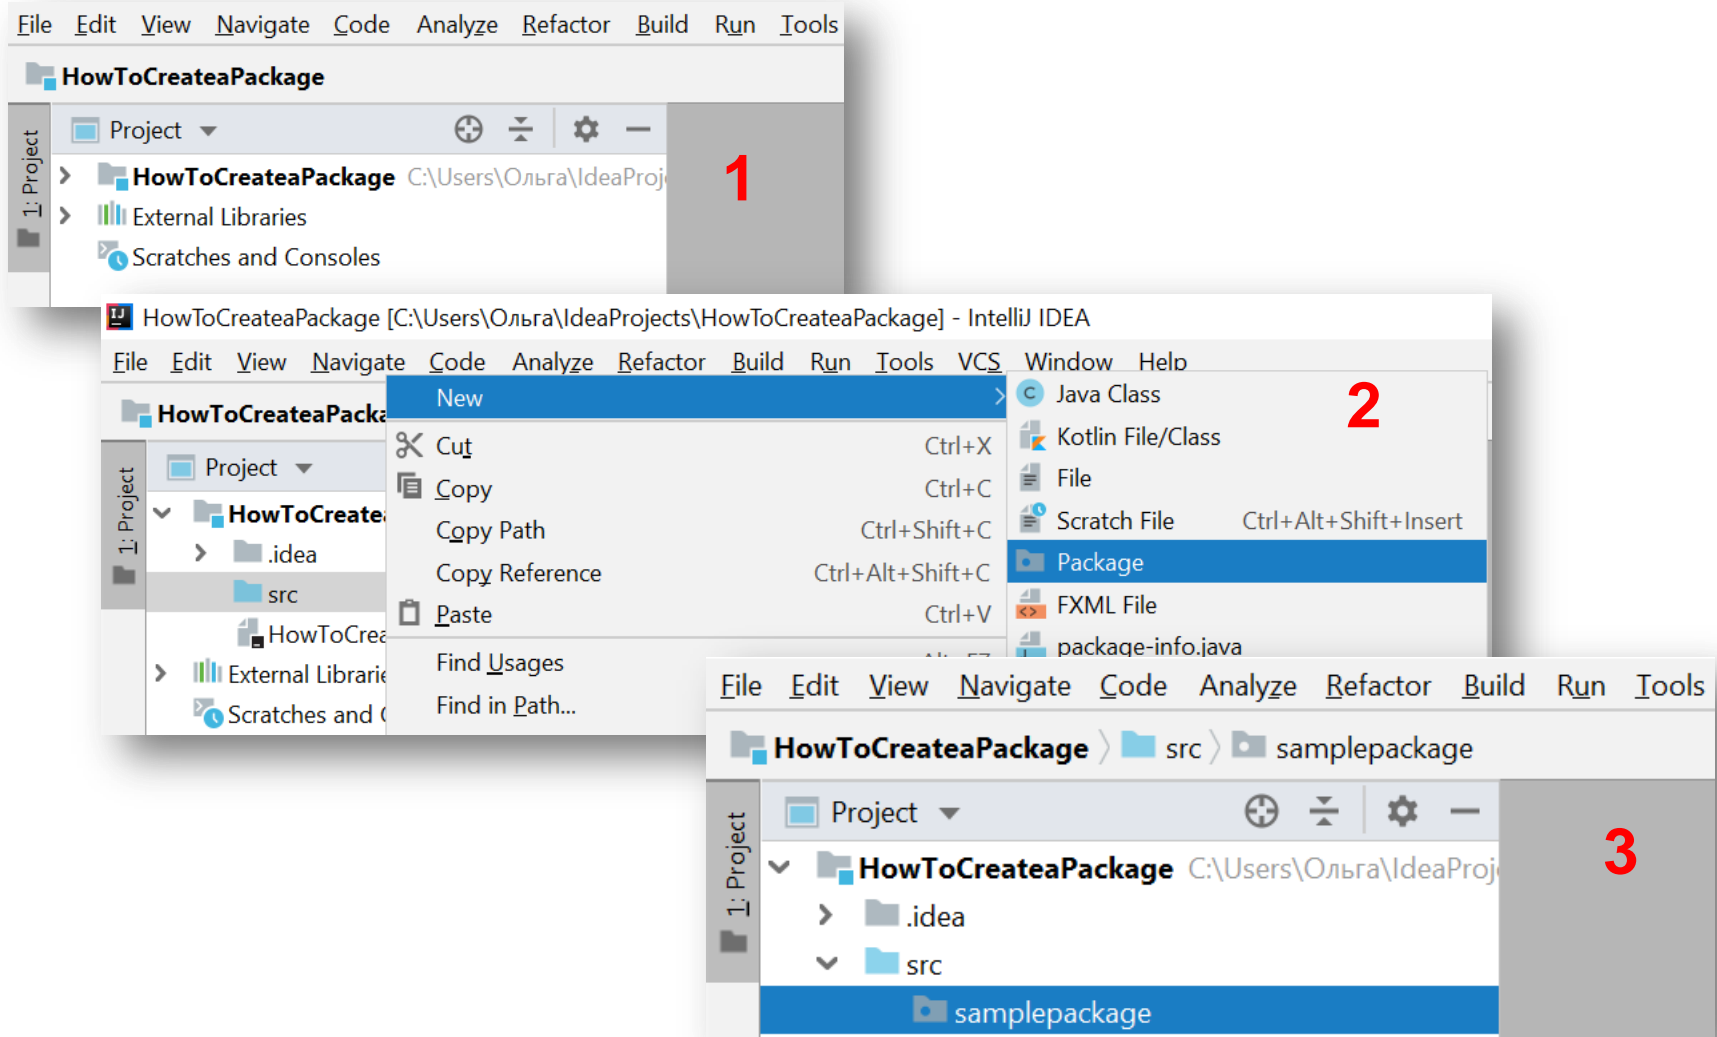 File Edit View Navigate Code Analyze Refactor Build Run Tools
HowToCreateaPackage
1: Project
Project
HowToCreateaPackage C:\Users\Ольга\IdeaProj
External Libraries
Scratches and Consoles
1
HowToCreateaPackage [C:\Users\Ольга\IdeaProjects\HowToCreateaPackage] - IntelliJ IDEA
File Edit View Navigate Code Analyze Refactor Build Run Tools VCS Window Help
HowToCreateaPacka
1: Project
Project
HowToCreate
.idea
src
HowToCrea
External Librarie
Scratches and
New
Cut Ctrl+X
Copy Ctrl+C
Copy Path Ctrl+Shift+C
Copy Reference Ctrl+Alt+Shift+C
Paste Ctrl+V
Find Usages
Find in Path...
Java Class
Kotlin File/Class
File
Scratch File Ctrl+Alt+Shift+Insert
Package
FXML File
package-info.java
2
File Edit View Navigate Code Analyze Refactor Build Run Tools
HowToCreateaPackage src samplepackage
1: Project
Project
HowToCreateaPackage C:\Users\Ольга\IdeaProj
.idea
src
samplepackage
3